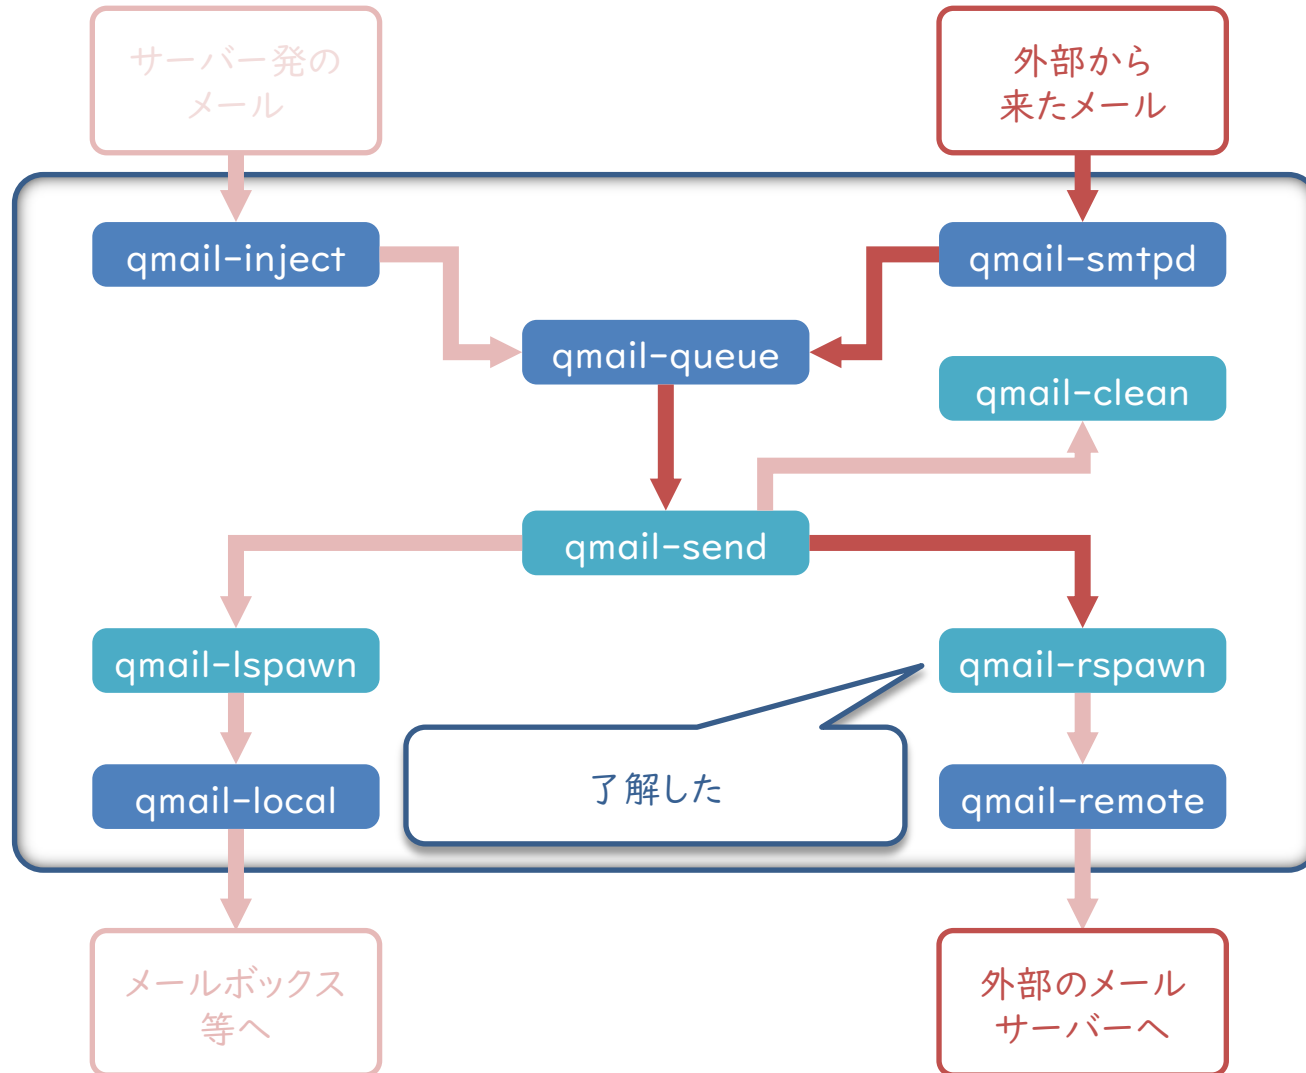 サーバー発の
メール
外部から
来たメール
qmail-inject
qmail-smtpd
qmail-queue
qmail-clean
qmail-send
qmail-lspawn
qmail-rspawn
了解した
qmail-local
qmail-remote
メールボックス
等へ
外部のメール
サーバーへ